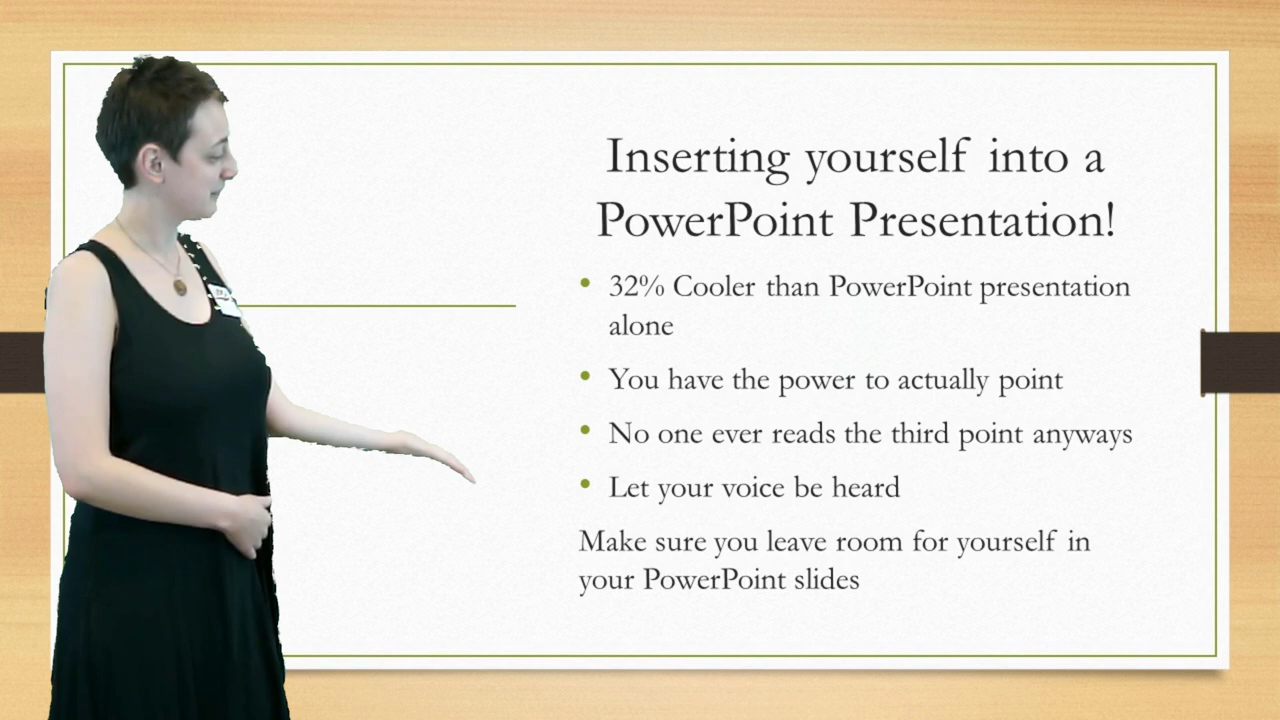 Inserting yourself into a
PowerPoint Presentation!
• 32% Cooler than PowerPoint presentation
alone
• You have the power to actually point
• No one ever reads the third point anyways
• Let your voice be heard
Make sure you leave room for yourself in
your PowerPoint slides